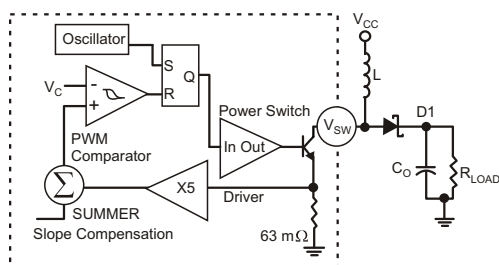 Oscillator
V_CC
S
Q
R
L
V_C
-
+
Power Switch
D1
V_SW
PWM
Comparator
In Out
C_O
R_LOAD
Σ
X5
Driver
SUMMER
Slope Compensation
63 mΩ